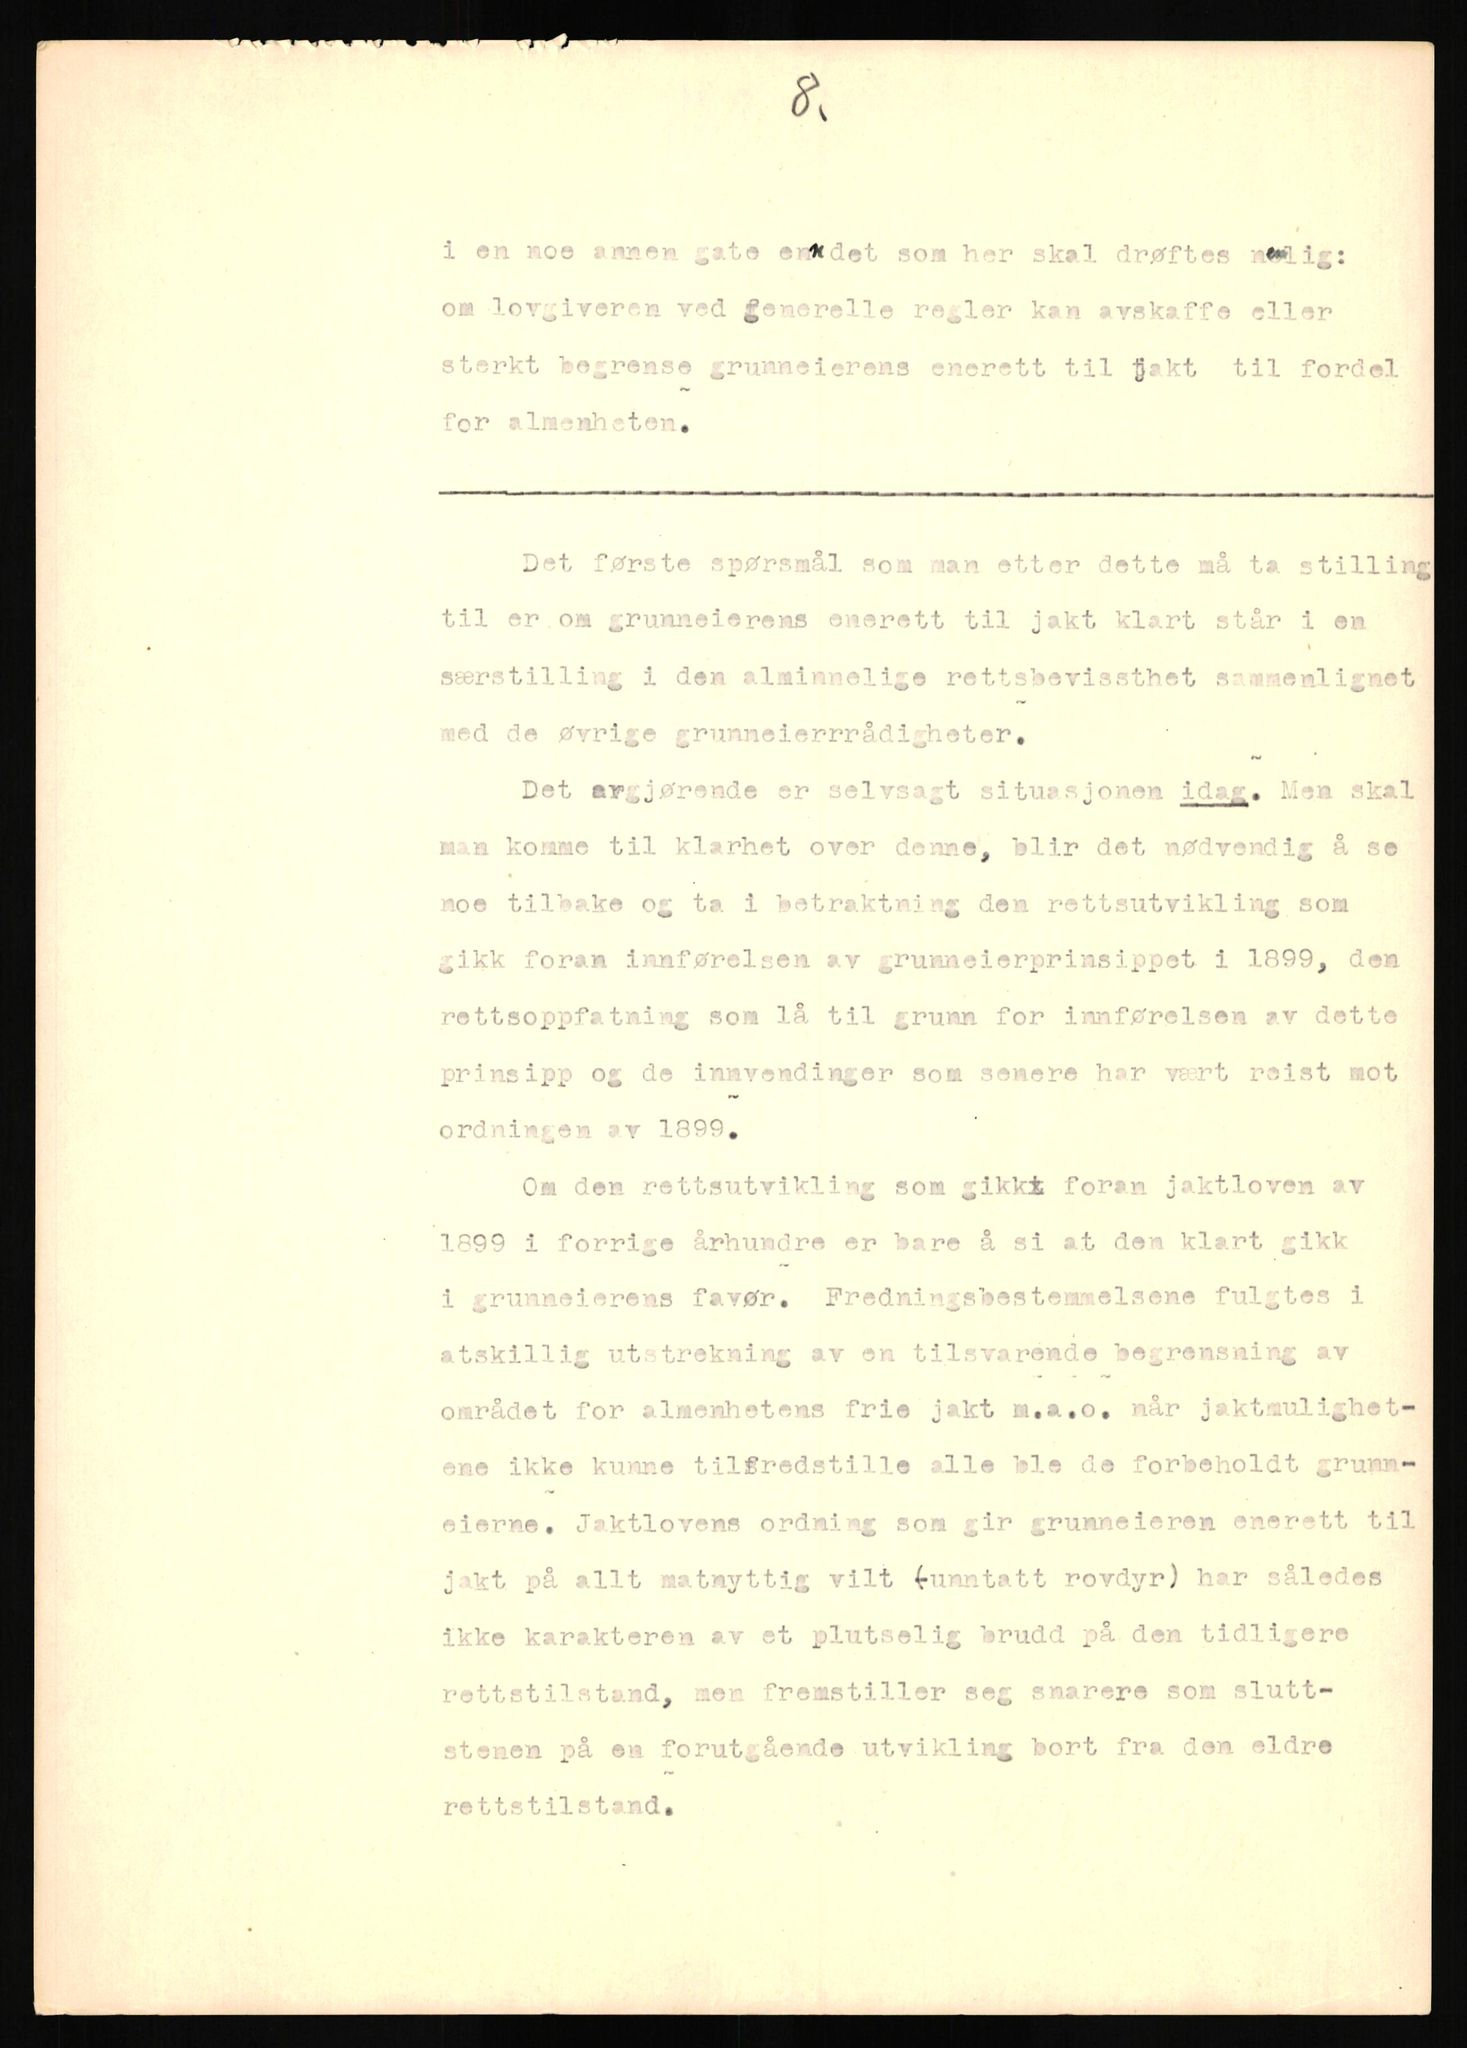 8.
i en noe annen gate enn det som her skal drøftes nemlig:
om lovgiveren ved generelle regler kan avskaffe eller
sterkt begrense grunneierens enerett til jakt til fordel
for almenheten.
Det første spørsmål som man etter dette må ta stilling
til er om grunneierens enerett til jakt klart står i en
særstilling i den alminnelige rettsbevissthet sammenlignet
med de øvrige grunneierrrådigheter.
Det avgjørende er selvsagt situasjonen idag. Men skal
man komme til klarhet over denne, blir det nødvendig å se
noe tilbake og ta i betraktning den rettsutvikling som
gikk foran innførelsen av grunneierprinsippet i 1899, den
rettsoppfatning som lå til grunn for innførelsen av dette
prinsipp og de innvendinger som senere har vært reist mot
ordningen av 1899.
Om den rettsutvikling som gikk foran jaktloven av
1899 i forrige århundre er bare å si at den klart gikk
i grunneierens favør. Fredningsbestemmelsene fulgtes i
atskillig utstrekning av en tilsvarende begrensning av
området for almenhetens frie jakt m.a.o. når jaktmulighet-
ene ikke kunne tilfredstille alle ble de forbeholdt grunn-
eierne. Jaktlovens ordning som gir grunneieren enerett til
jakt på allt matnyttig vilt (unntatt rovdyr) har således
ikke karakteren av et plutselig brudd på den tidligere
rettstilstand, men fremstiller seg snarere som slutt-
stenen på en forutgående utvikling bort fra den eldre
rettstilstand.